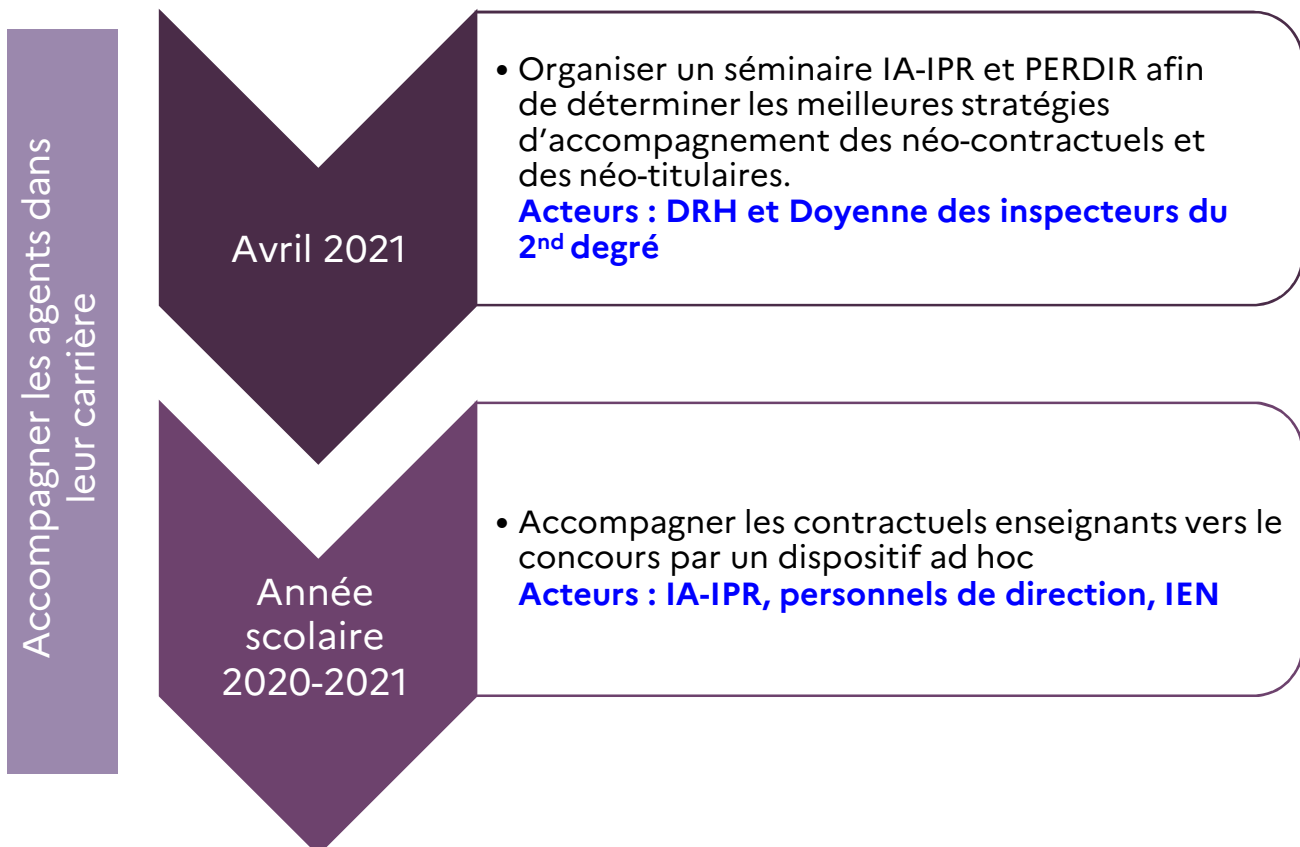 Accompagner les agents dans
leur carrière
Avril 2021
• Organiser un séminaire IA-IPR et PERDIR afin
de déterminer les meilleures stratégies
d’accompagnement des néo-contractuels et
des néo-titulaires.
Acteurs : DRH et Doyenne des inspecteurs du
2nd degré
Année
scolaire
2020-2021
• Accompagner les contractuels enseignants vers le
concours par un dispositif ad hoc
Acteurs : IA-IPR, personnels de direction, IEN